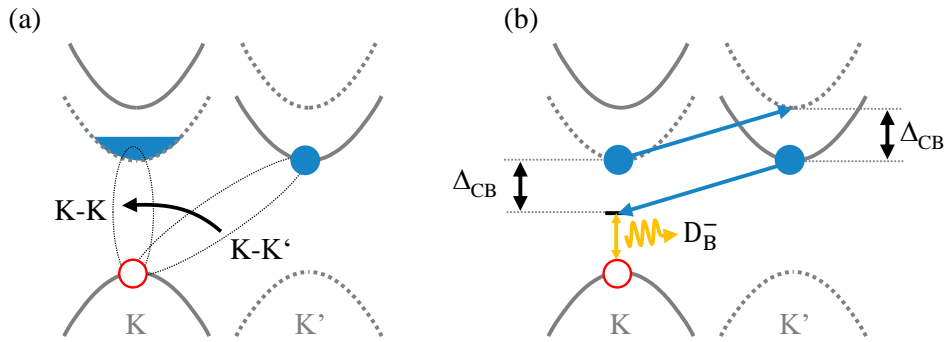 (a)
(b)
K-K
K-K‘
K
K’
Δ_CB
Δ_CB
D_B^−
K
K’